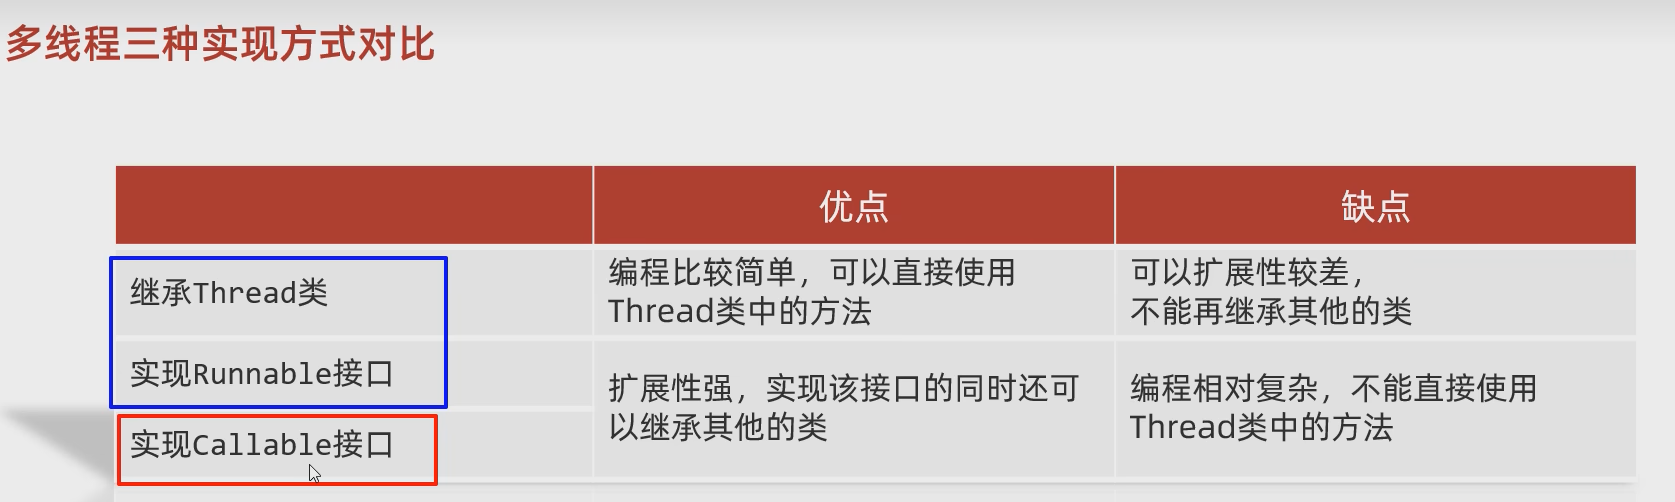 多线程三种实现方式对比
优点
缺点
继承Thread类
编程比较简单，可以直接使用
Thread类中的方法
可以扩展性较差，
不能再继承其他的类
实现Runnable接口
实现Callable接口
扩展性强，实现该接口的同时还可
以继承其他的类
编程相对复杂，不能直接使用
Thread类中的方法